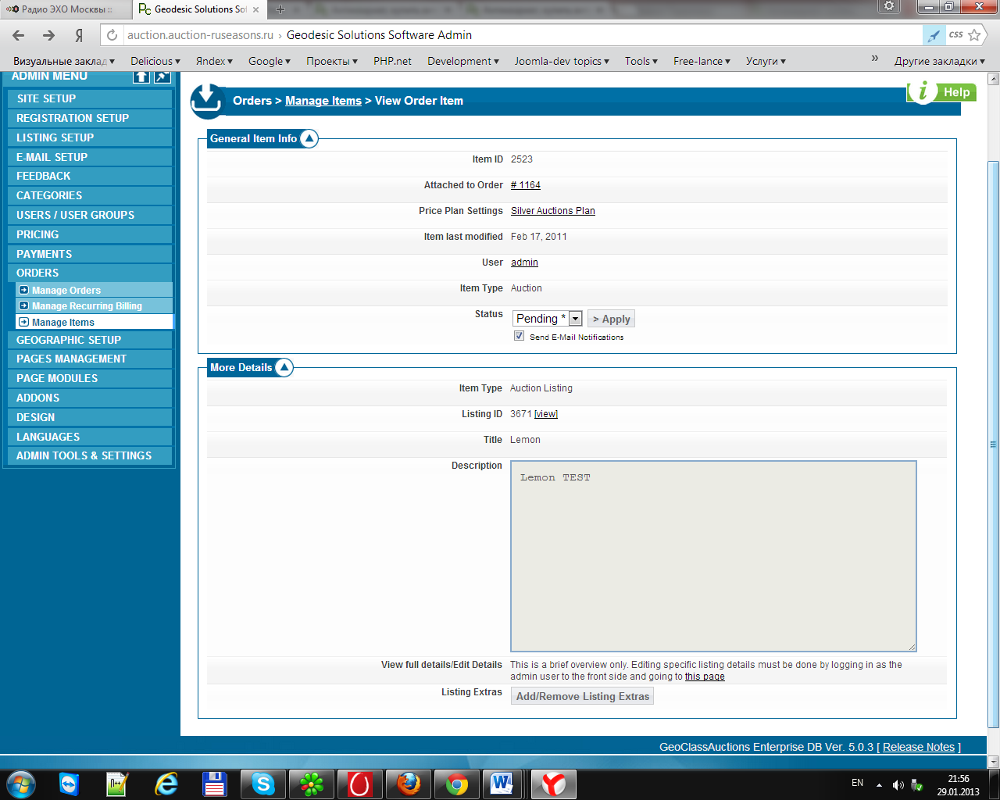 Радио ЭХО Москвы ::
Geodesic Solutions Sof
auction.auction-ruseasons.ru › Geodesic Solutions Software Admin
css
Визуальные заклад
Delicious
Яndex
Google
Проекты
PHP.net
Development
Joomla-dev topics
Tools
Free-lance
Услуги
»
Другие закладки
ADMIN MENU
SITE SETUP
REGISTRATION SETUP
LISTING SETUP
E-MAIL SETUP
FEEDBACK
CATEGORIES
USERS / USER GROUPS
PRICING
PAYMENTS
ORDERS
Manage Orders
Manage Recurring Billing
Manage Items
GEOGRAPHIC SETUP
PAGES MANAGEMENT
PAGE MODULES
ADDONS
DESIGN
LANGUAGES
ADMIN TOOLS & SETTINGS
Orders > Manage Items > View Order Item
Help
General Item Info
Item ID 2523
Attached to Order # 1164
Price Plan Settings Silver Auctions Plan
Item last modified Feb 17, 2011
User admin
Item Type Auction
Status Pending * > Apply
Send E-Mail Notifications
More Details
Item Type Auction Listing
Listing ID 3671 [view]
Title Lemon
Description Lemon TEST
View full details/Edit Details This is a brief overview only. Editing specific listing details must be done by logging in as the
admin user to the front side and going to this page
Listing Extras Add/Remove Listing Extras
GeoClassAuctions Enterprise DB Ver. 5.0.3 [ Release Notes ]
EN
21:56
29.01.2013